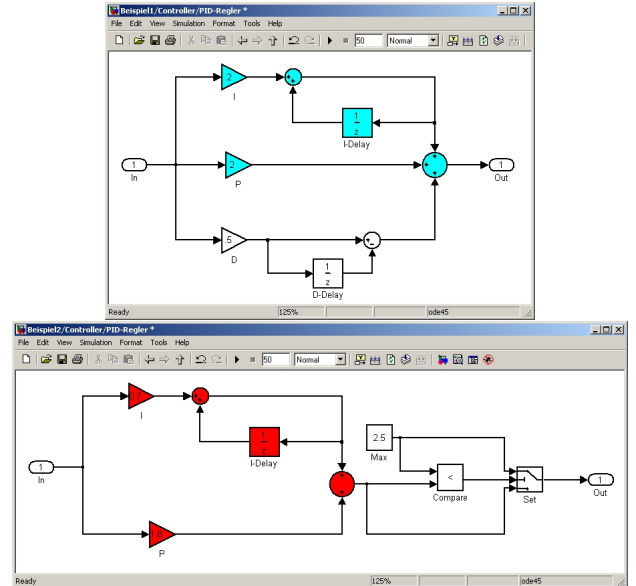 Beispiel1/Controller/PID-Regler *
File Edit View Simulation Format Tools Help
50 Normal
.2
I
1
z
I-Delay
1
In
2
P
1
Out
.5
D
1
z
D-Delay
Ready 125% ode45
Beispiel2/Controller/PID-Regler *
File Edit View Simulation Format Tools Help
50 Normal
I
1
z
I-Delay
2.5
Max
1
In
<
Compare
Set
1
Out
P
Ready 125% ode45